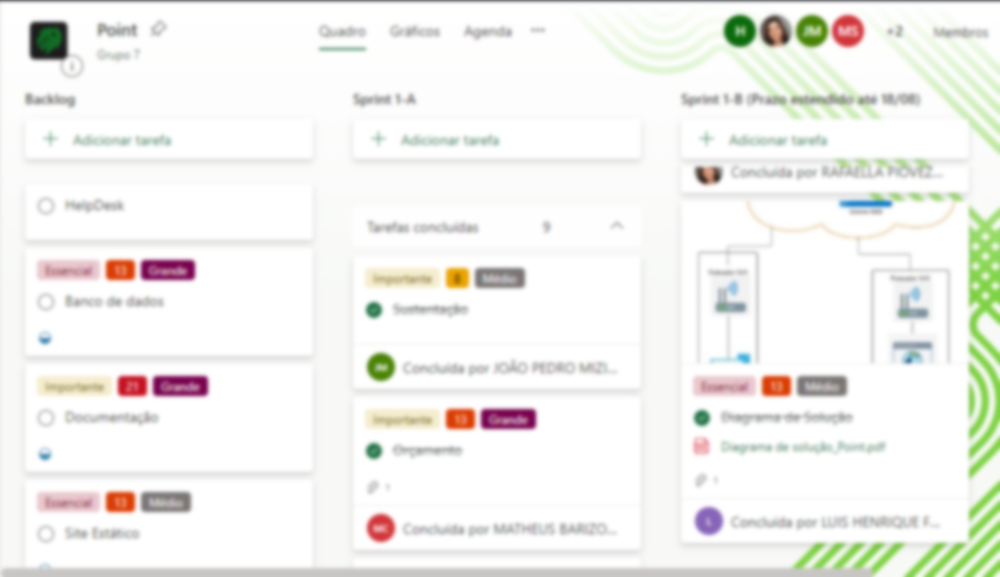 Point
Grupo 7
Quadro
Gráficos
Agenda
H
JM
MS
+2
Membros
Backlog
Adicionar tarefa
HelpDesk
Essencial 13 Grande
Banco de dados
Importante 21 Grande
Documentação
Essencial 13 Médio
Site Estático
Sprint 1-A
Adicionar tarefa
Tarefas concluídas 9
Importante 8 Médio
Sustentação
JM Concluída por JOÃO PEDRO MIZI...
Importante 13 Grande
Orçamento
1
MC Concluída por MATHEUS BARIZO...
Sprint 1-B (Prazo estendido até 18/08)
Adicionar tarefa
Concluída por RAFAELLA PIOVEZ...
Essencial 13 Médio
Diagrama de Solução
Diagrama de solução_Point.pdf
1
L Concluída por LUIS HENRIQUE F...